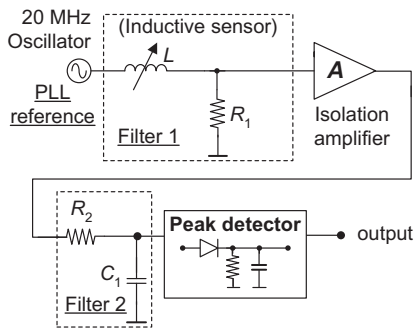 20 MHz
Oscillator
PLL
reference
(Inductive sensor)
L
R1
Filter 1
A
Isolation
amplifier
R2
C1
Filter 2
Peak detector
output